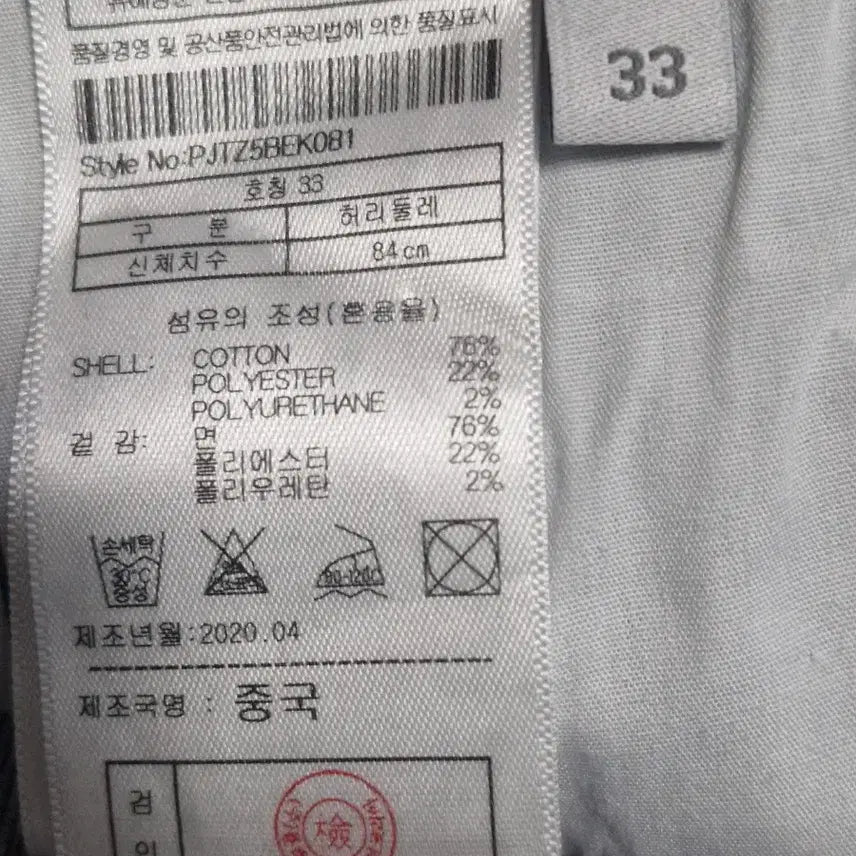 품질경영 및 공산품안전관리법에 의한 품질표시
33
Style No:PJTZ5BEK081
호칭 33
구 분 허리둘레
신체치수 84cm
섬유의 조성(혼용율)
SHELL: COTTON 76%
POLYESTER 22%
POLYURETHANE 2%
겉 감: 면 76%
폴리에스터 22%
폴리우레탄 2%
손세탁
30°C
중성
80-120C
제조년월:2020.04
제조국명 : 중국
검
인
檢